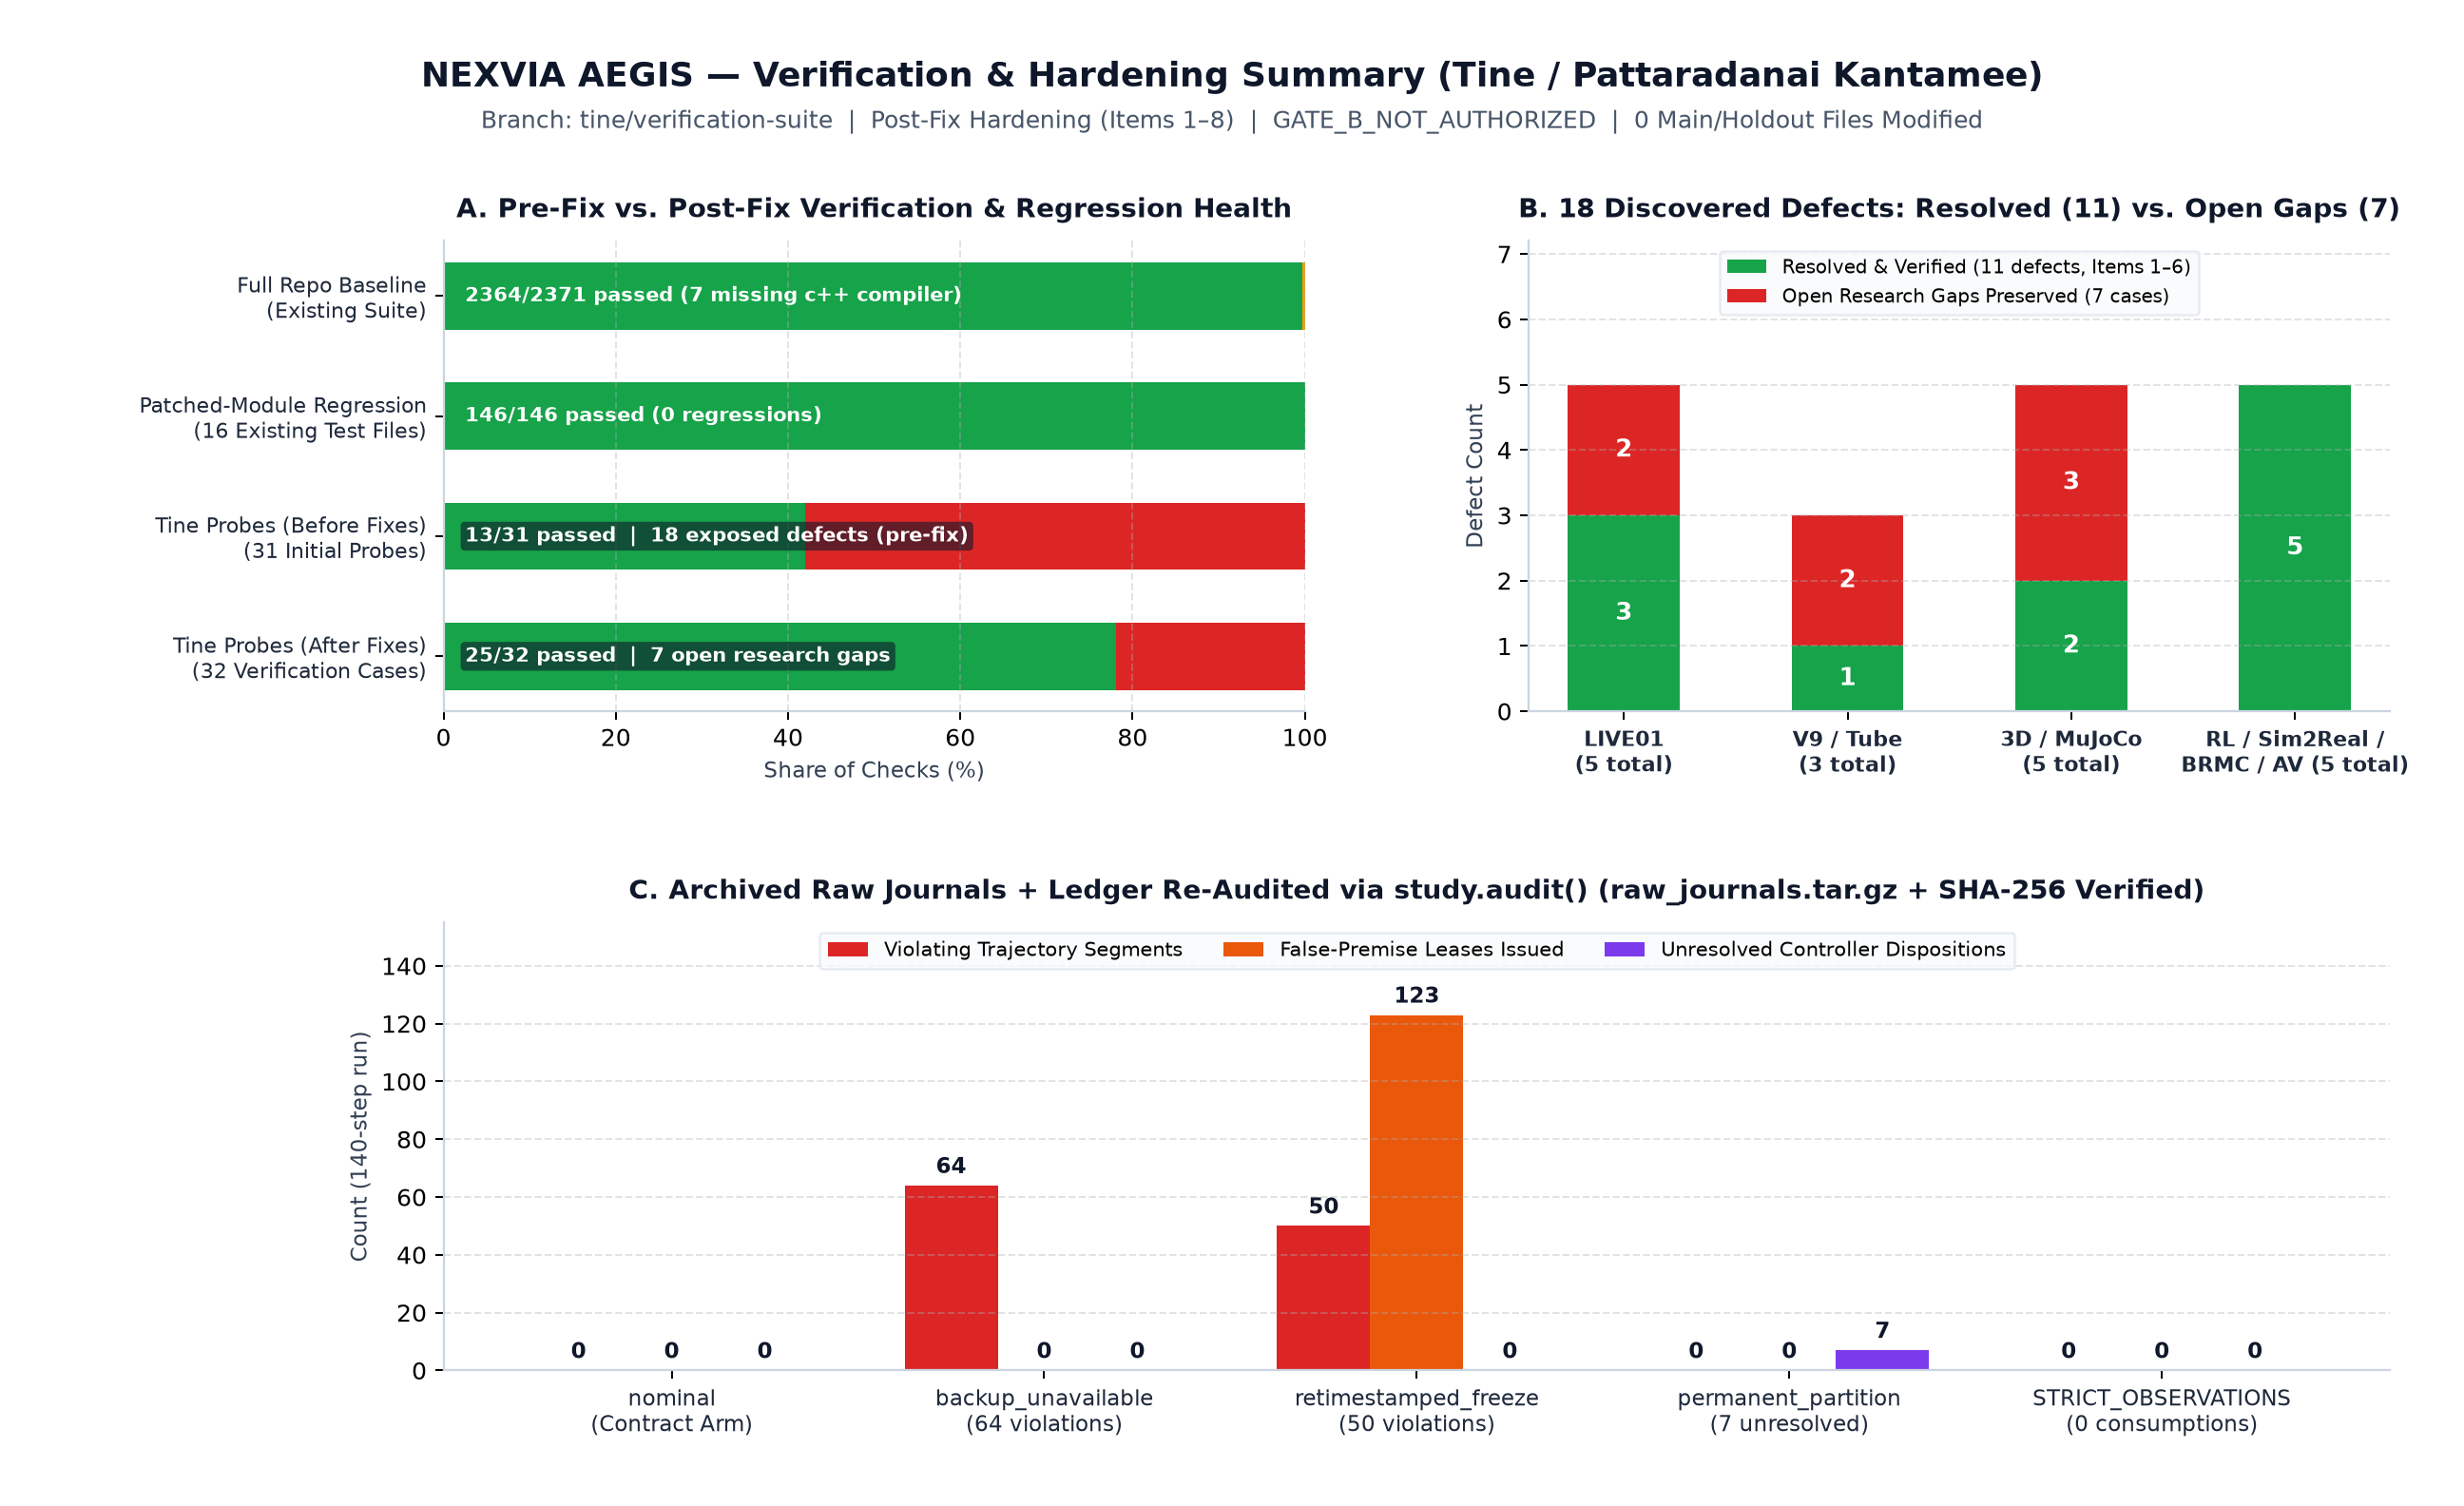 NEXVIA AEGIS — Verification & Hardening Summary (Tine / Pattaradanai Kantamee)
Branch: tine/verification-suite | Post-Fix Hardening (Items 1–8) | GATE_B_NOT_AUTHORIZED | 0 Main/Holdout Files Modified
A. Pre-Fix vs. Post-Fix Verification & Regression Health
Full Repo Baseline
(Existing Suite)
2364/2371 passed (7 missing c++ compiler)
Patched-Module Regression
(16 Existing Test Files)
146/146 passed (0 regressions)
Tine Probes (Before Fixes)
(31 Initial Probes)
13/31 passed | 18 exposed defects (pre-fix)
Tine Probes (After Fixes)
(32 Verification Cases)
25/32 passed | 7 open research gaps
0 20 40 60 80 100
Share of Checks (%)
B. 18 Discovered Defects: Resolved (11) vs. Open Gaps (7)
Resolved & Verified (11 defects, Items 1–6)
Open Research Gaps Preserved (7 cases)
Defect Count
7
6
5
4
3
2
1
0
2
3
2
1
3
2
5
LIVE01
(5 total)
V9 / Tube
(3 total)
3D / MuJoCo
(5 total)
RL / Sim2Real /
BRMC / AV (5 total)
C. Archived Raw Journals + Ledger Re-Audited via study.audit() (raw_journals.tar.gz + SHA-256 Verified)
Violating Trajectory Segments
False-Premise Leases Issued
Unresolved Controller Dispositions
Count (140-step run)
140
120
100
80
60
40
20
0
0 0 0
64 0 0
50 123 0
0 0 7
0 0 0
nominal
(Contract Arm)
backup_unavailable
(64 violations)
retimestamped_freeze
(50 violations)
permanent_partition
(7 unresolved)
STRICT_OBSERVATIONS
(0 consumptions)